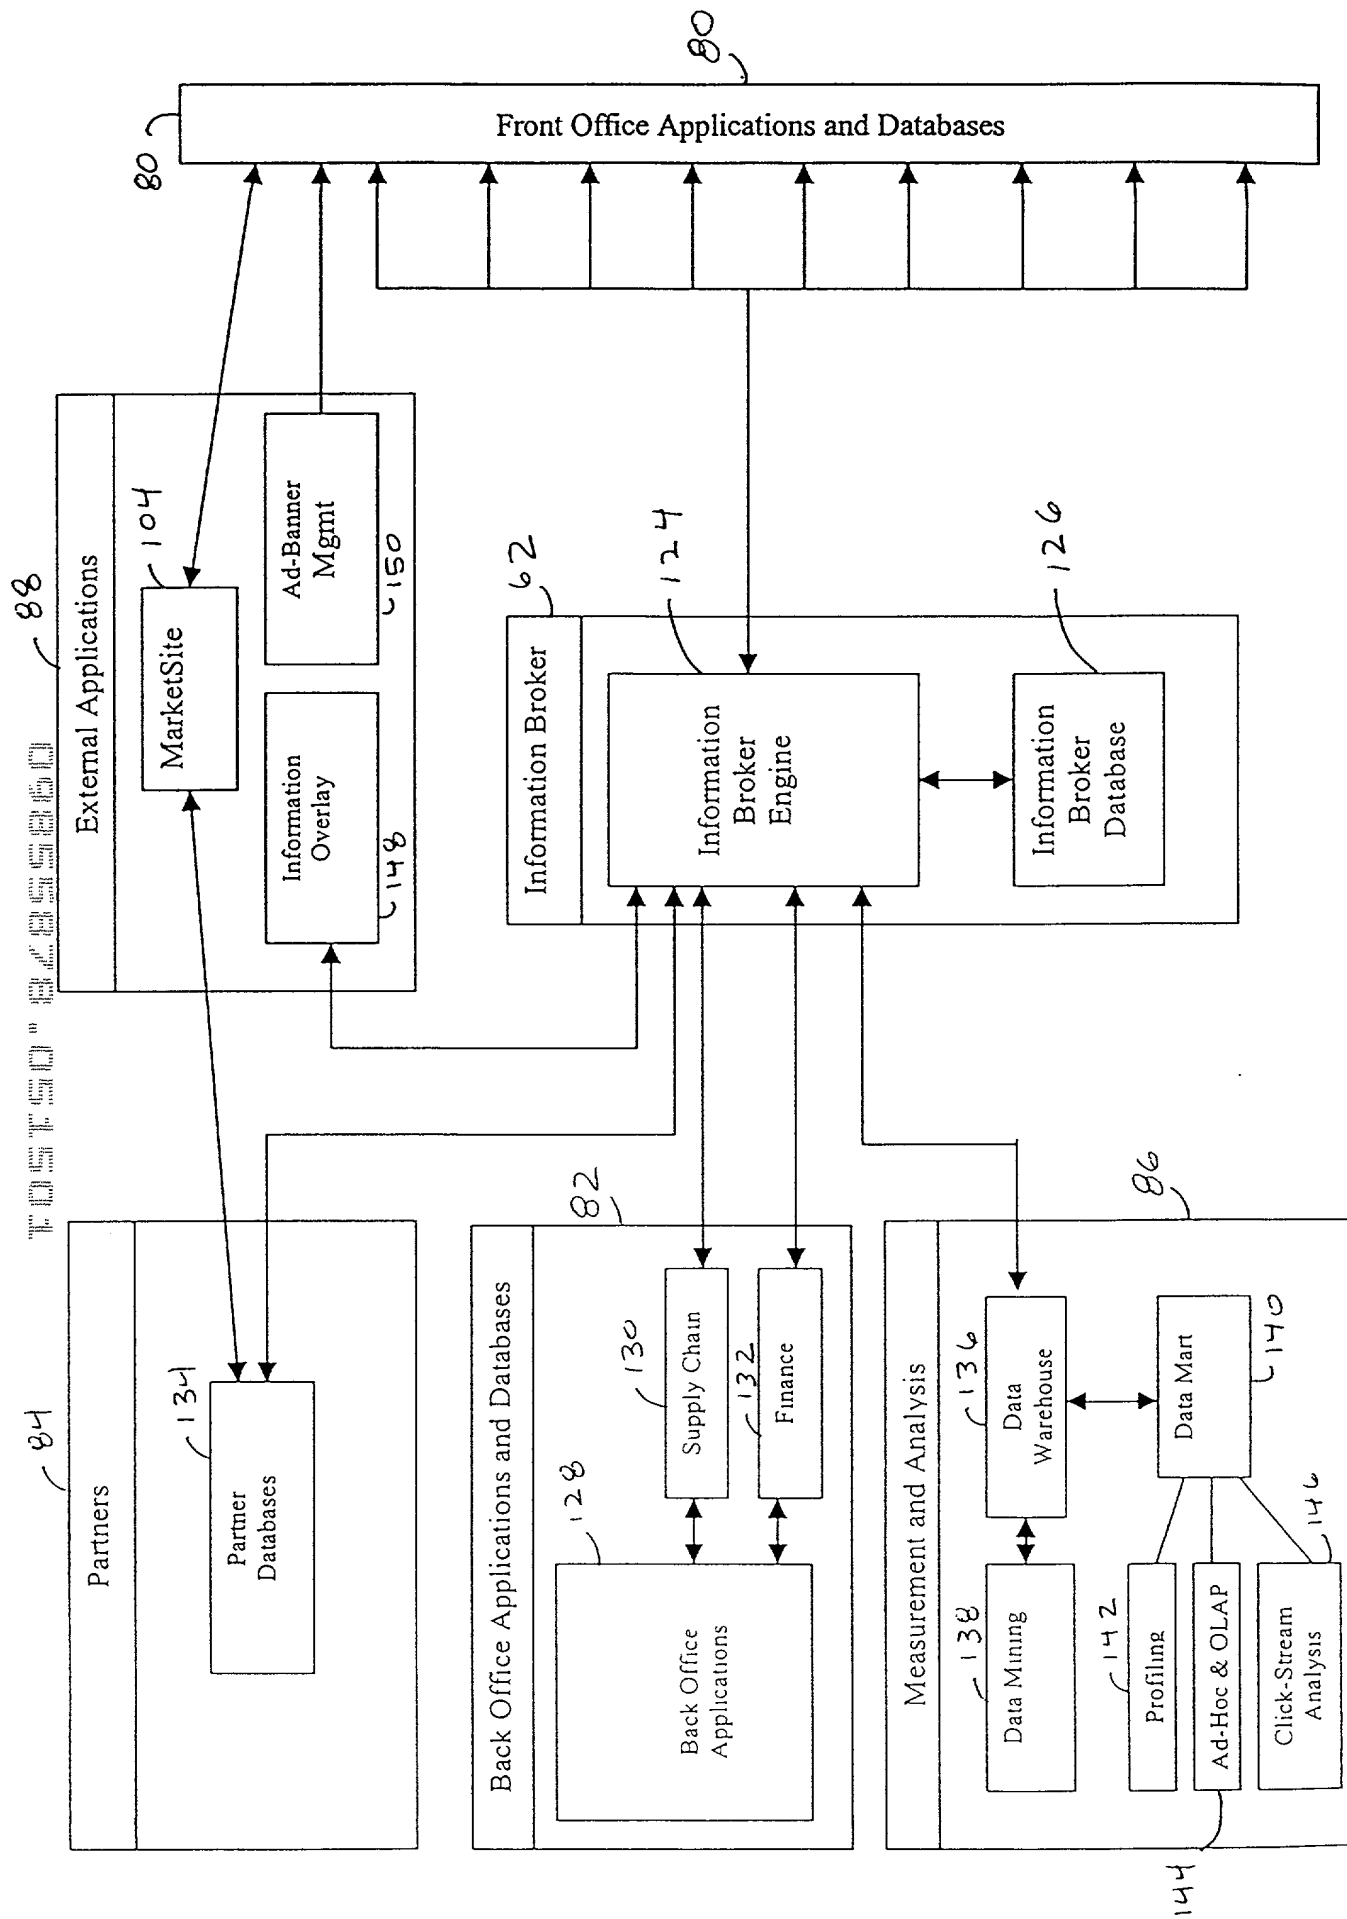 80
80
Front Office Applications and Databases
88
External Applications
104
MarketSite
Ad-Banner
Mgmt
150
Information
Overlay
148
62
Information Broker
124
Information
Broker
Engine
126
Information
Broker
Database
84
Partners
134
Partner
Databases
82
Back Office Applications and Databases
128
Back Office
Applications
130
Supply Chain
132
Finance
86
Measurement and Analysis
136
Data
Warehouse
138
Data Mining
140
Data Mart
142
Profiling
144
Ad-Hoc & OLAP
146
Click-Stream
Analysis